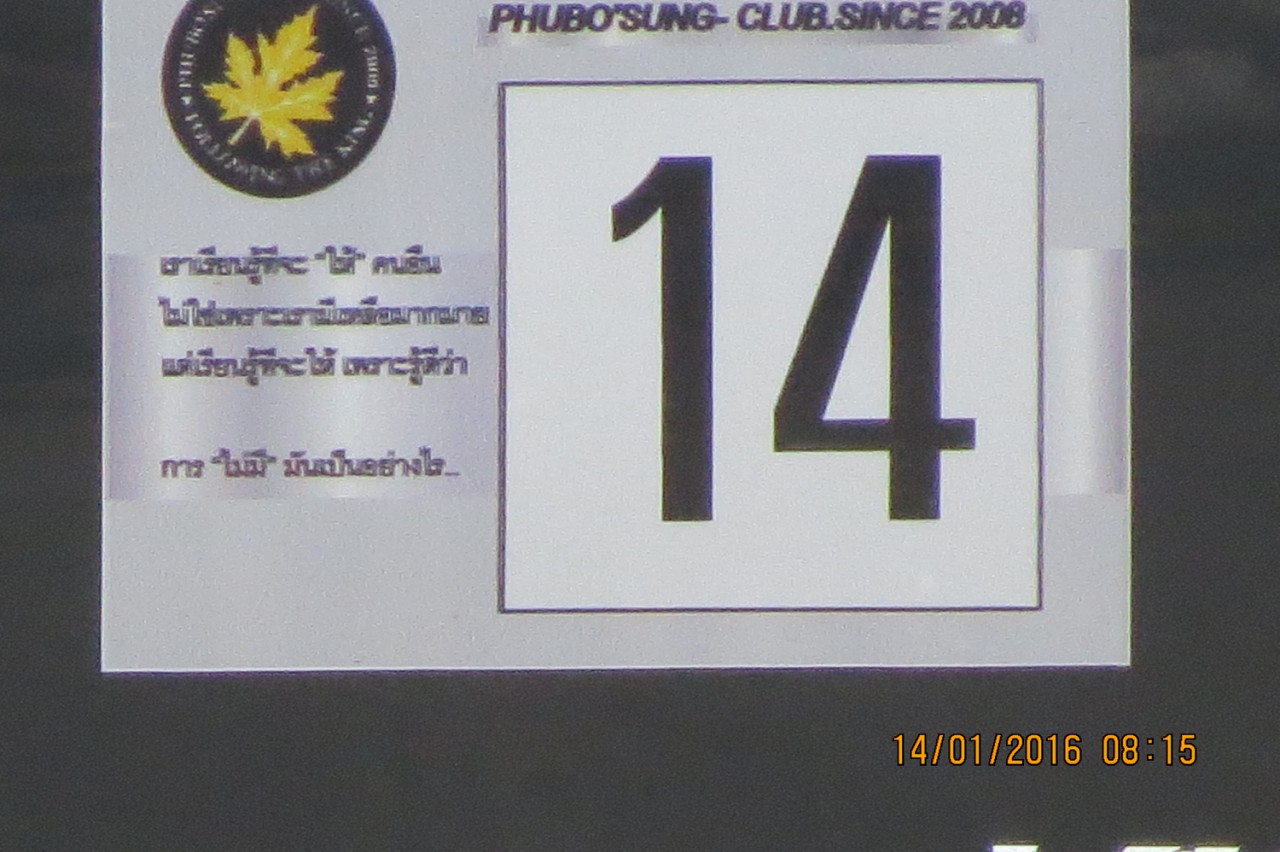 PHUBO'SUNG- CLUB.SINCE 2008
FOLLOWING THE KING
14
เราเรียนรู้ที่จะ "ให้" คนอื่น
ไม่ใช่เพราะเรามีเหลือมากมาย
แต่เรียนรู้ที่จะให้ เพราะรู้ดีว่า
การ "ไม่มี" มันเป็นอย่างไร...
14/01/2016 08:15